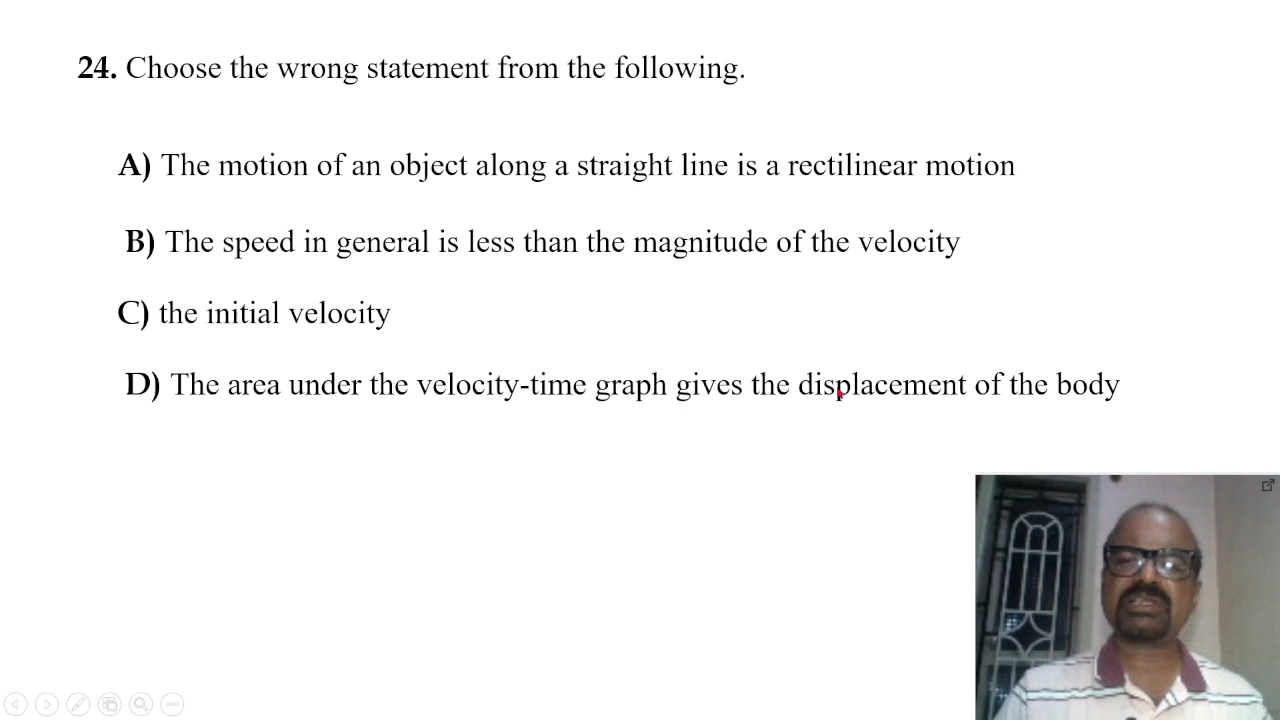 24. Choose the wrong statement from the following.
A) The motion of an object along a straight line is a rectilinear motion
B) The speed in general is less than the magnitude of the velocity
C) the initial velocity
D) The area under the velocity-time graph gives the displacement of the body